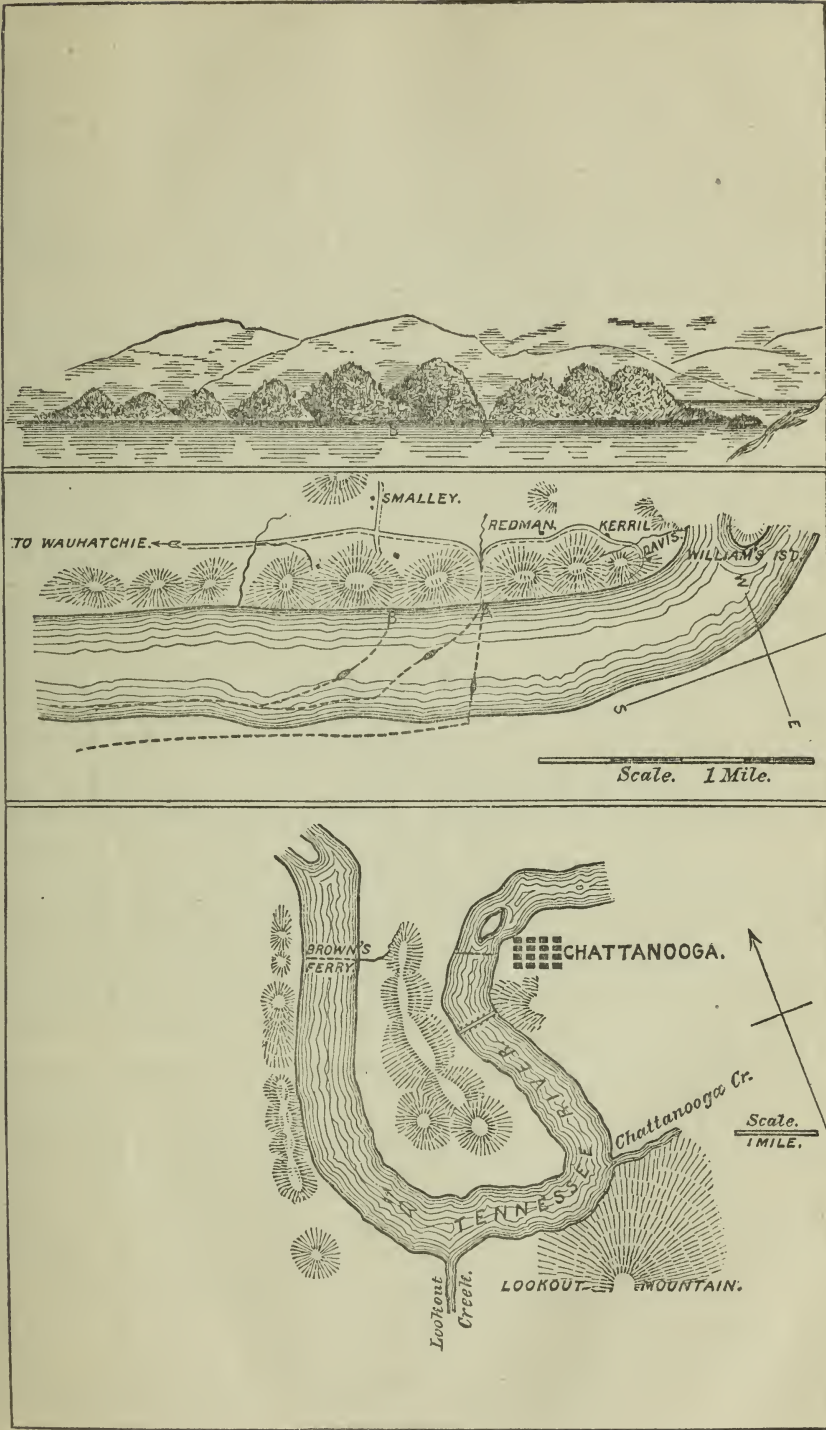 B A
SMALLEY.
REDMAN.
KERRIL
DAVIS.
TO WAUHATCHIE.
WILLIAM'S ISD.
B A
W
S
E
Scale. 1 Mile.
BROWN'S
FERRY.
CHATTANOOGA.
TENNESSEE RIVER
Chattanooga Cr.
Scale.
1 MILE.
LOOKOUT MOUNTAIN.
Lookout
Creek.